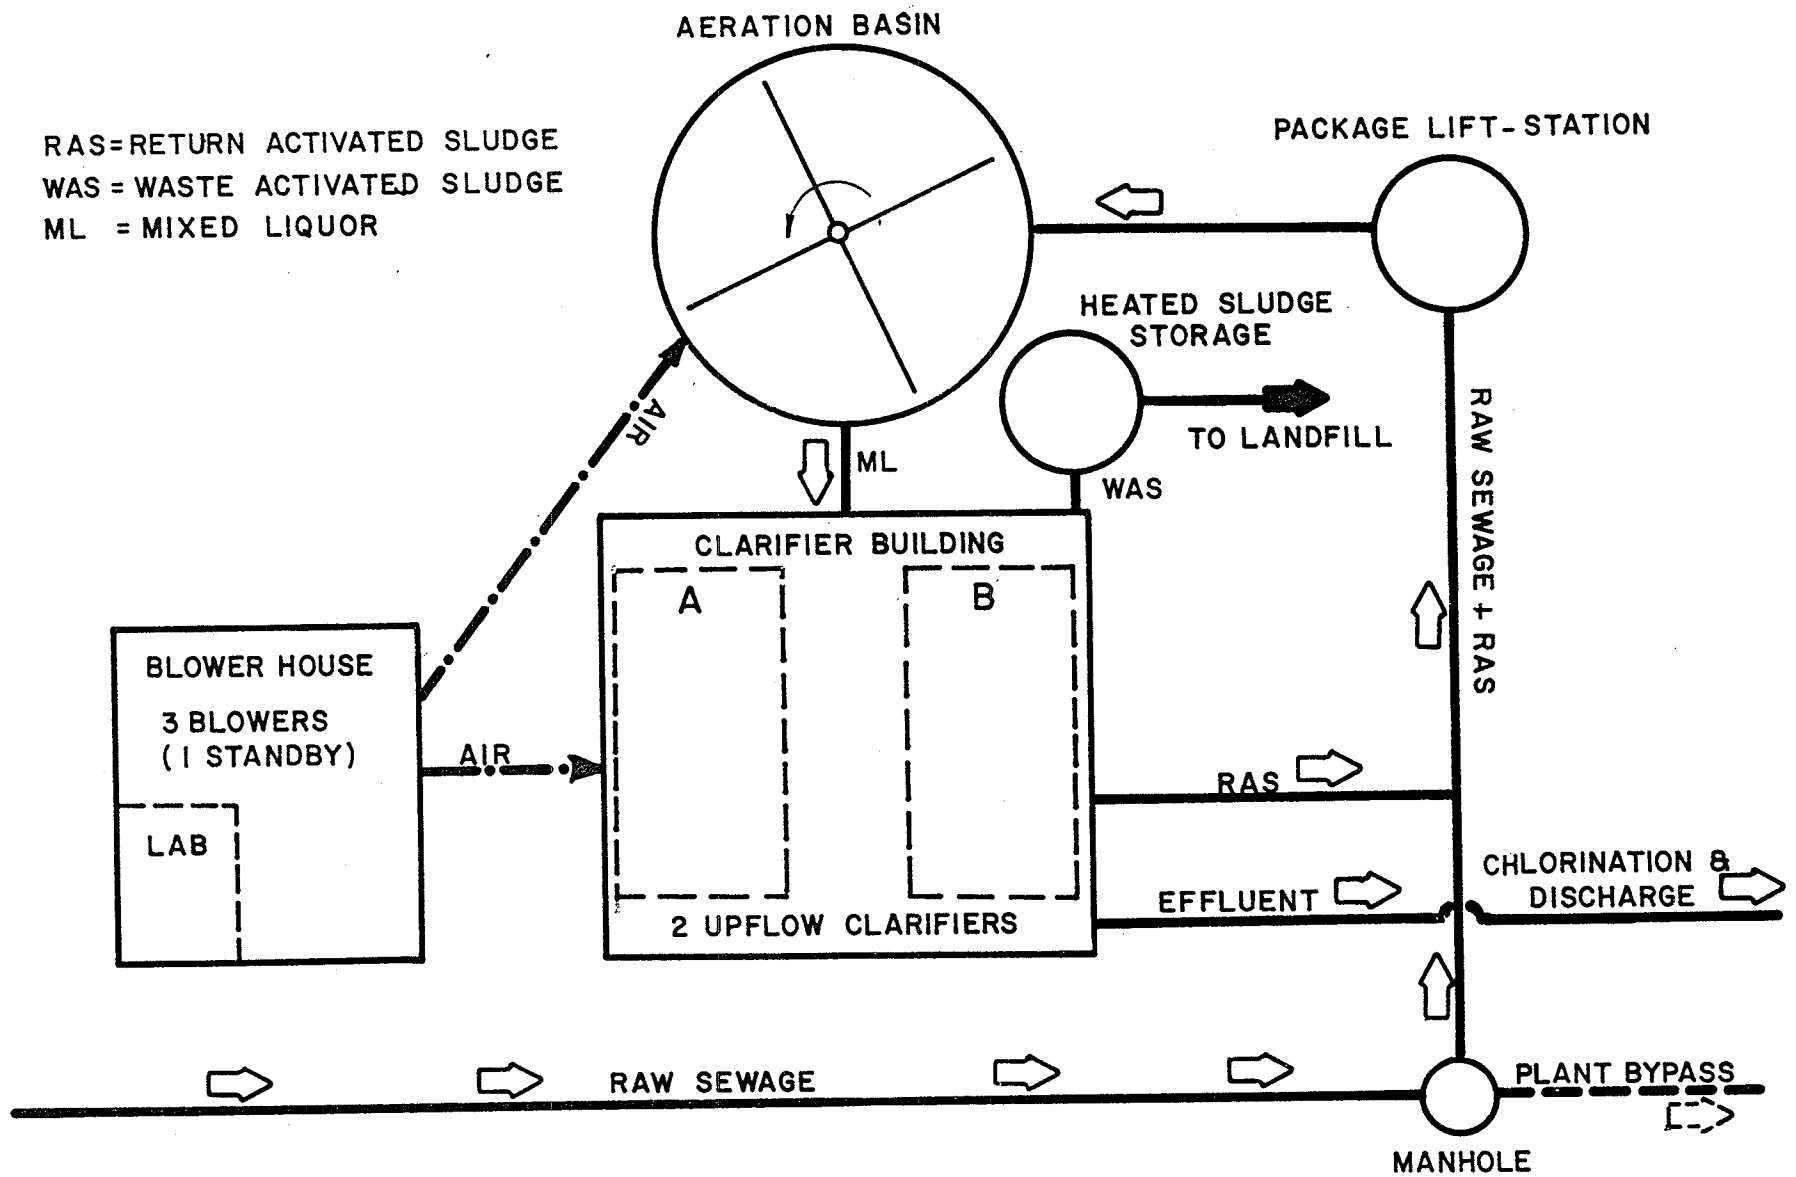 AERATION BASIN
RAS=RETURN ACTIVATED SLUDGE
WAS = WASTE ACTIVATED SLUDGE
ML = MIXED LIQUOR
PACKAGE LIFT-STATION
HEATED SLUDGE
STORAGE
TO LANDFILL
AIR
ML
WAS
RAW SEWAGE + RAS
CLARIFIER BUILDING
A
B
2 UPFLOW CLARIFIERS
BLOWER HOUSE
3 BLOWERS
(1 STANDBY)
LAB
AIR
RAS
EFFLUENT
CHLORINATION &
DISCHARGE
RAW SEWAGE
PLANT BYPASS
MANHOLE